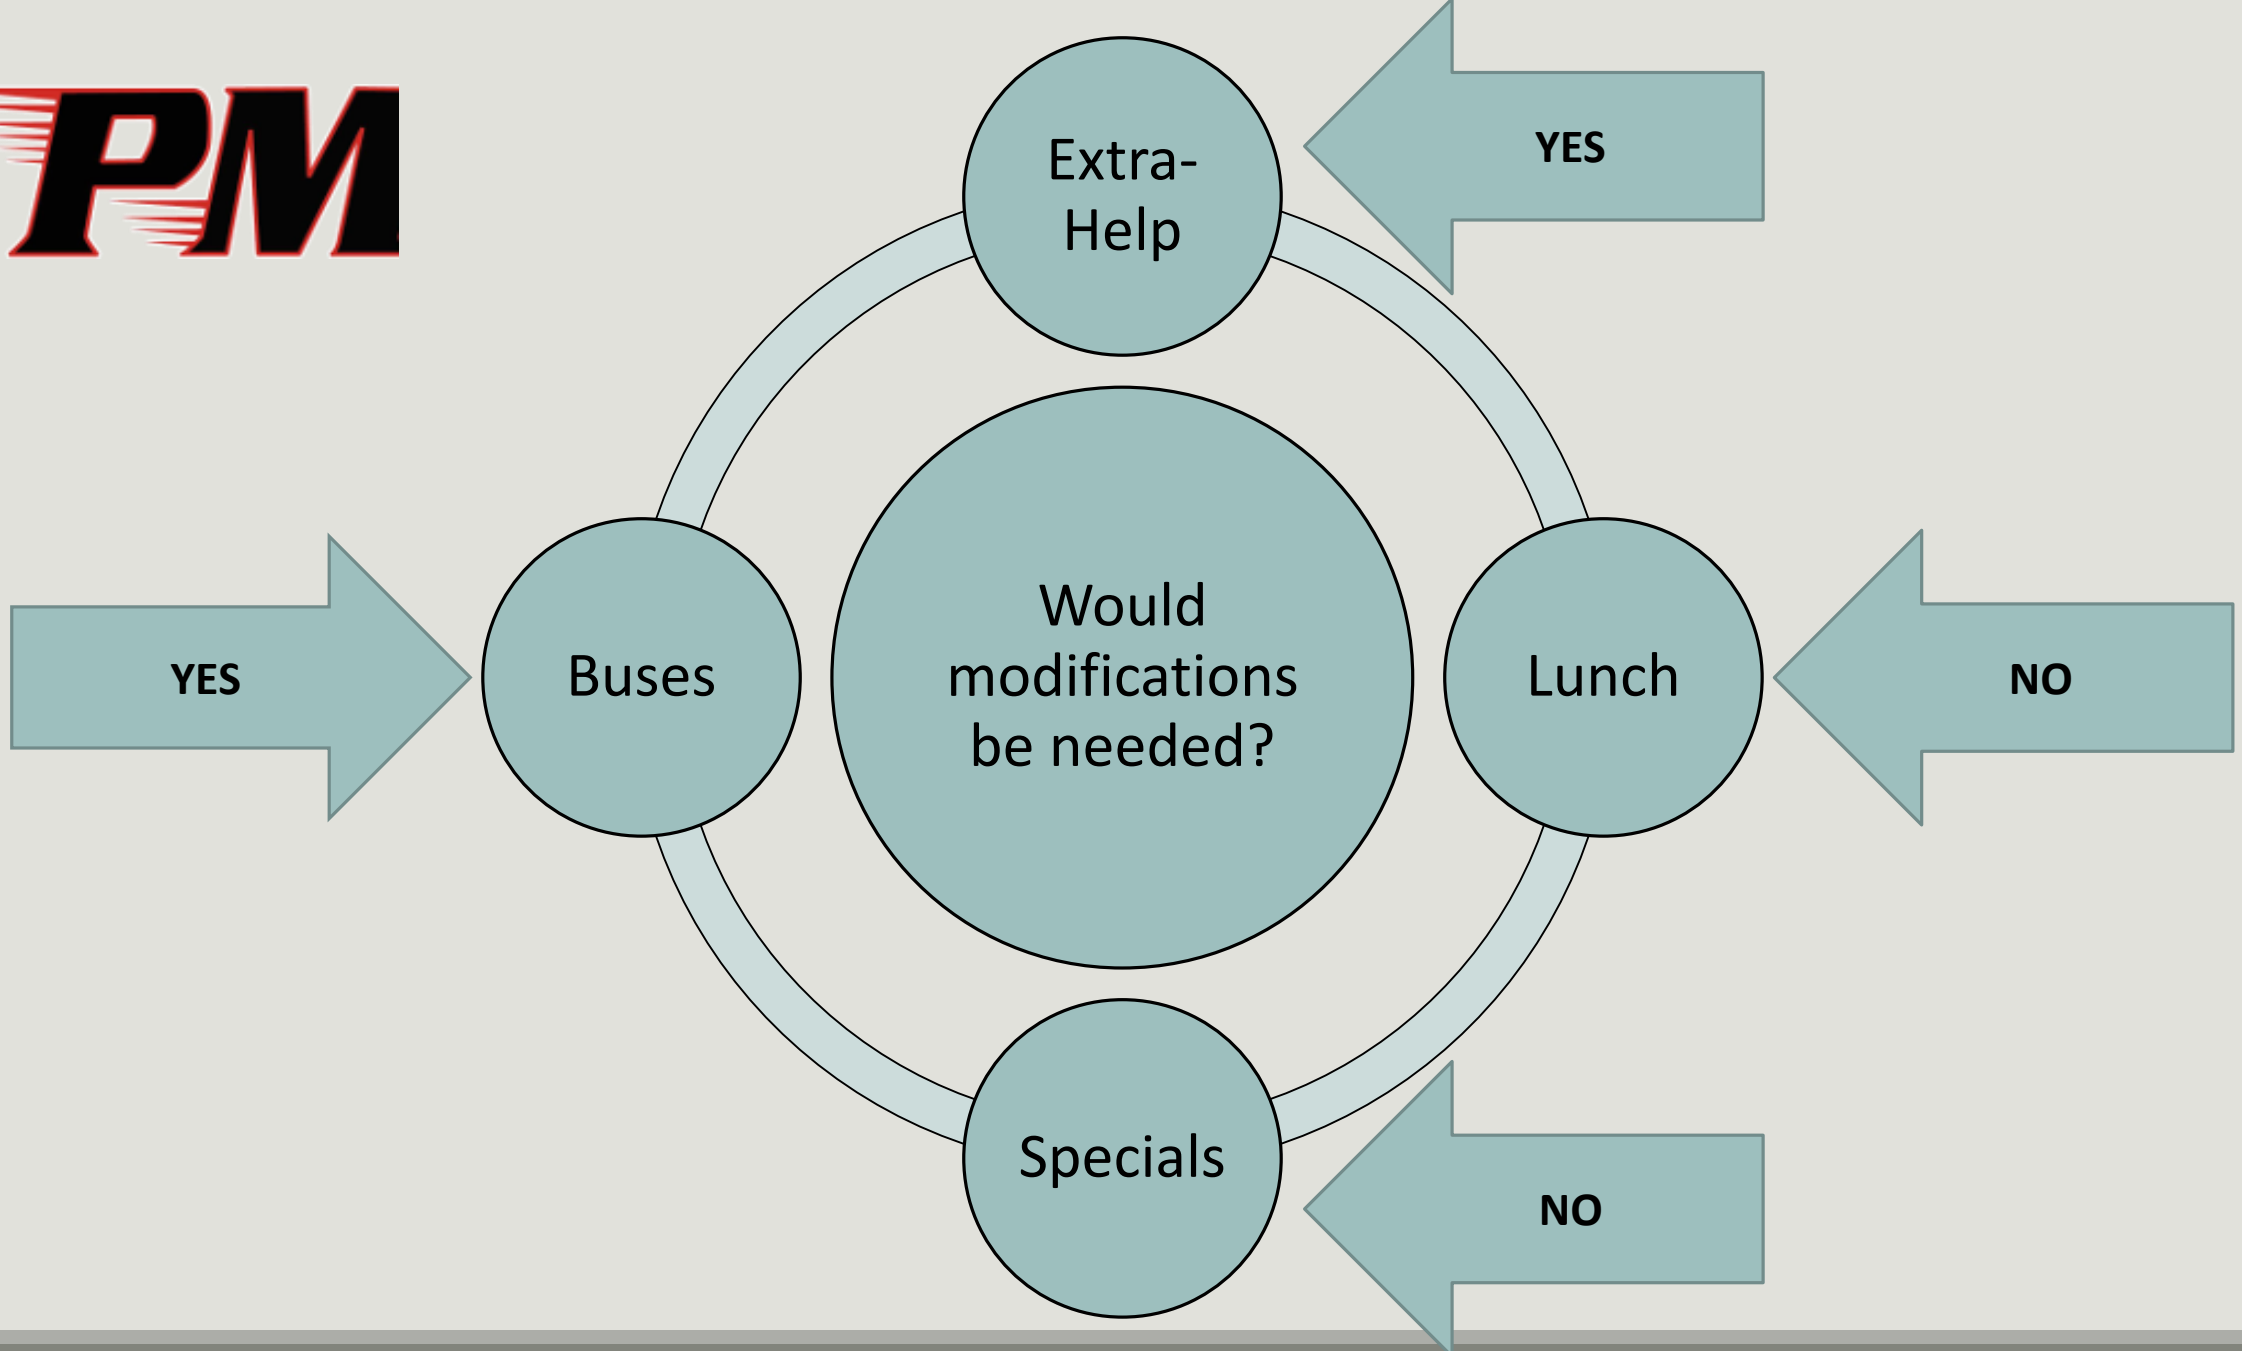 PM
Extra-
Help
YES
YES
Buses
Would
modifications
be needed?
Lunch
NO
Specials
NO